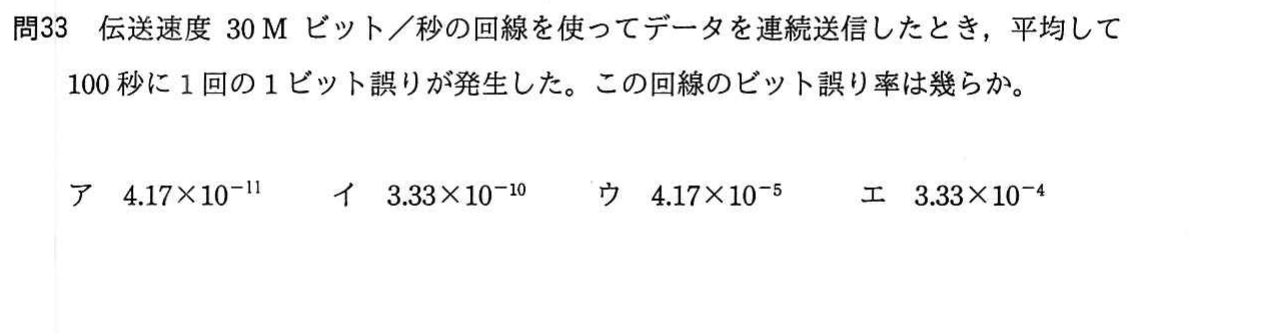 問33 伝送速度 30 M ビット／秒の回線を使ってデータを連続送信したとき，平均して
100 秒に 1 回の 1 ビット誤りが発生した。この回線のビット誤り率は幾らか。
ア 4.17×10⁻¹¹ イ 3.33×10⁻¹⁰ ウ 4.17×10⁻⁵ エ 3.33×10⁻⁴